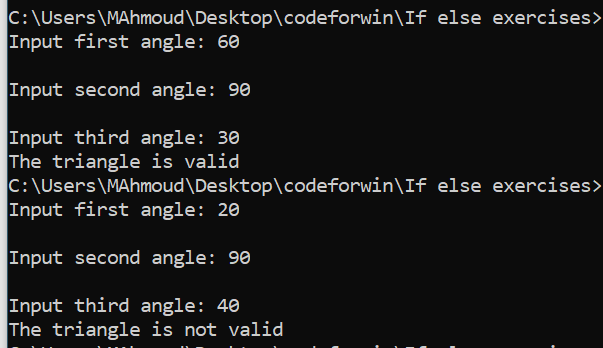 C:\Users\MAhmoud\Desktop\codeforwin\If else exercises>
Input first angle: 60
Input second angle: 90
Input third angle: 30
The triangle is valid
C:\Users\MAhmoud\Desktop\codeforwin\If else exercises>
Input first angle: 20
Input second angle: 90
Input third angle: 40
The triangle is not valid